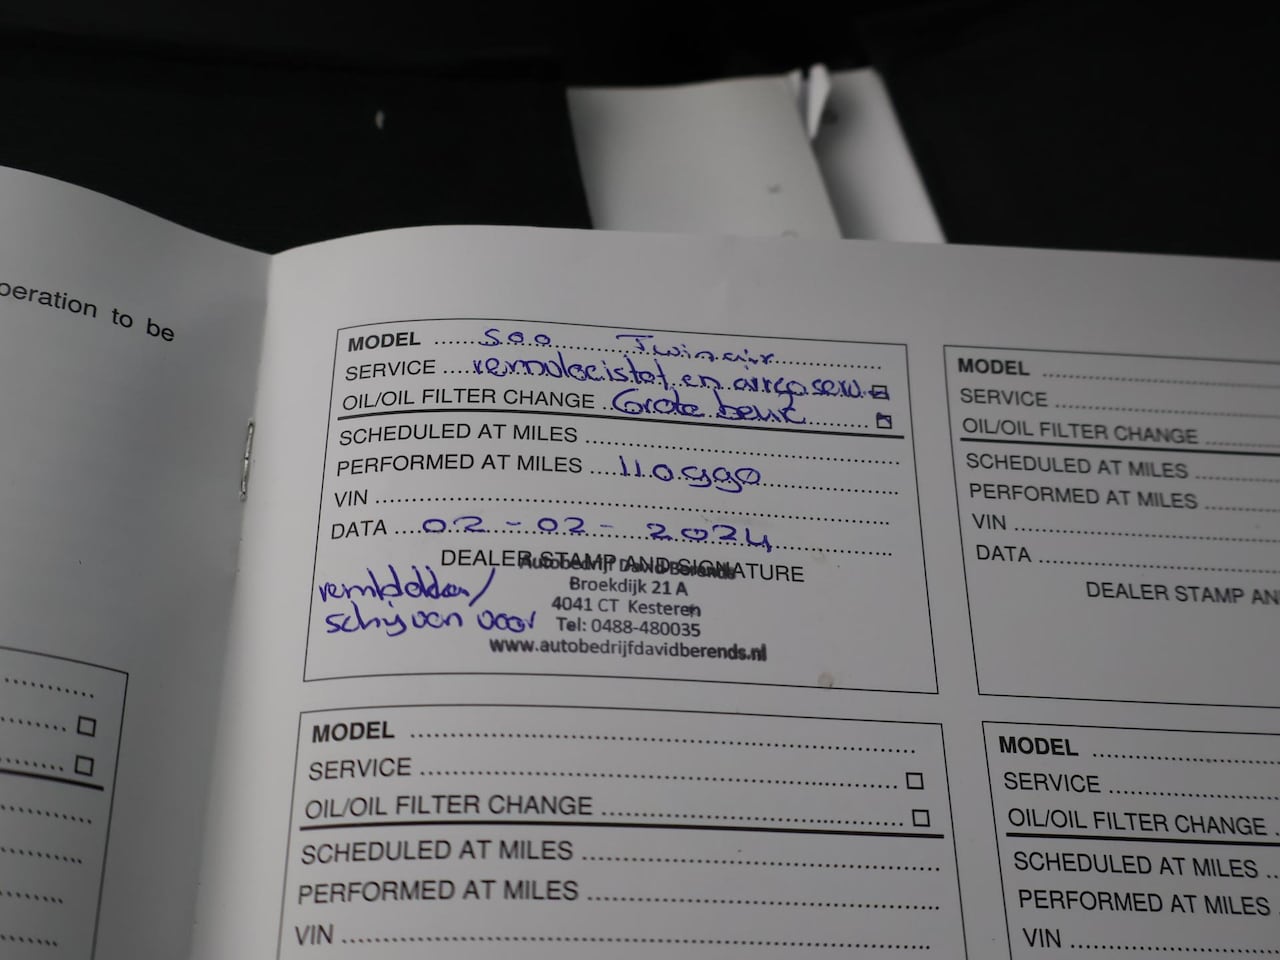 peration to be
MODEL ...... 500 Twinair
SERVICE .... remvloeistof en aircoserv.
OIL/OIL FILTER CHANGE .. Grote beurt
SCHEDULED AT MILES
PERFORMED AT MILES .... 110990
VIN
DATA ... 02-02-2024
DEALER STAMP AND SIGNATURE
Autobedrijf David Berends
Broekdijk 21 A
remblokken/
4041 CT Kesteren
schijven voor
Tel: 0488-480035
www.autobedrijfdavidberends.nl
MODEL
SERVICE
OIL/OIL FILTER CHANGE
SCHEDULED AT MILES
PERFORMED AT MILES
VIN
MODEL
SERVICE
OIL/OIL FILTER CHANGE
SCHEDULED AT MILES
PERFORMED AT MILES
VIN
DATA
DEALER STAMP AN
MODEL
SERVICE
OIL/OIL FILTER CHANGE
SCHEDULED AT MILES
PERFORMED AT MILES
VIN